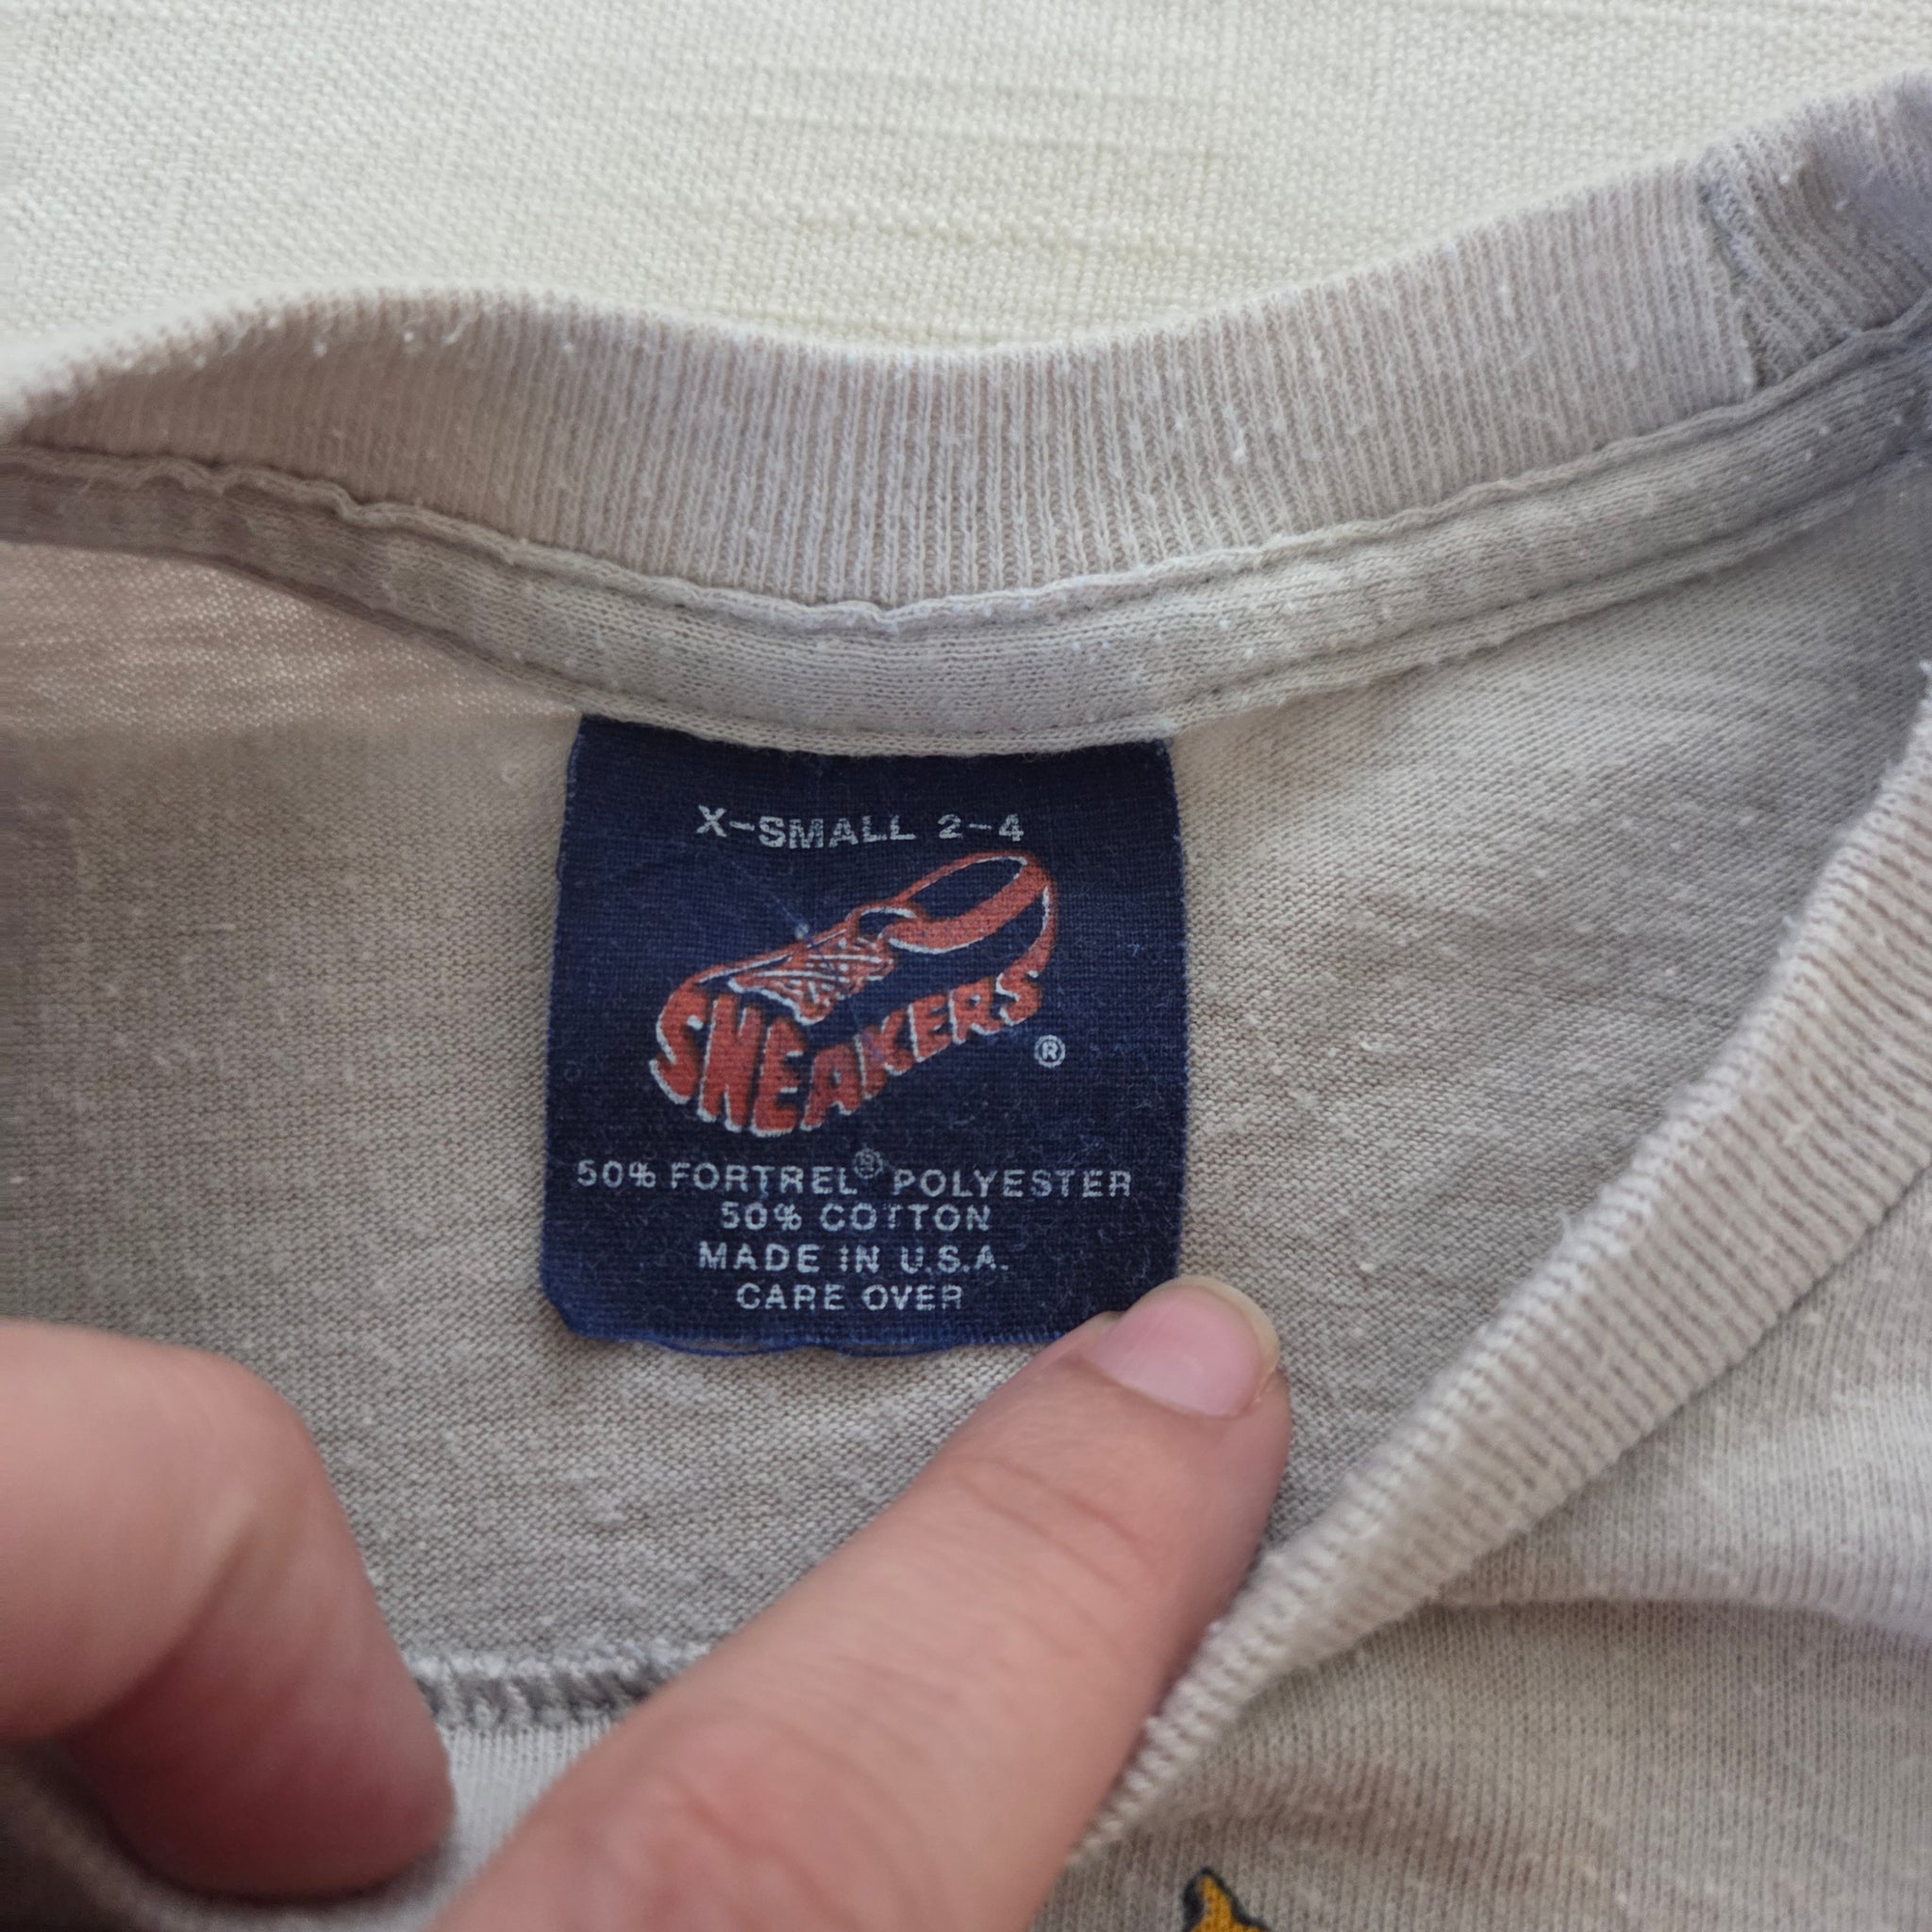 X-SMALL 2-4
SNEAKERS
®
50% FORTREL® POLYESTER
50% COTTON
MADE IN U.S.A.
CARE OVER